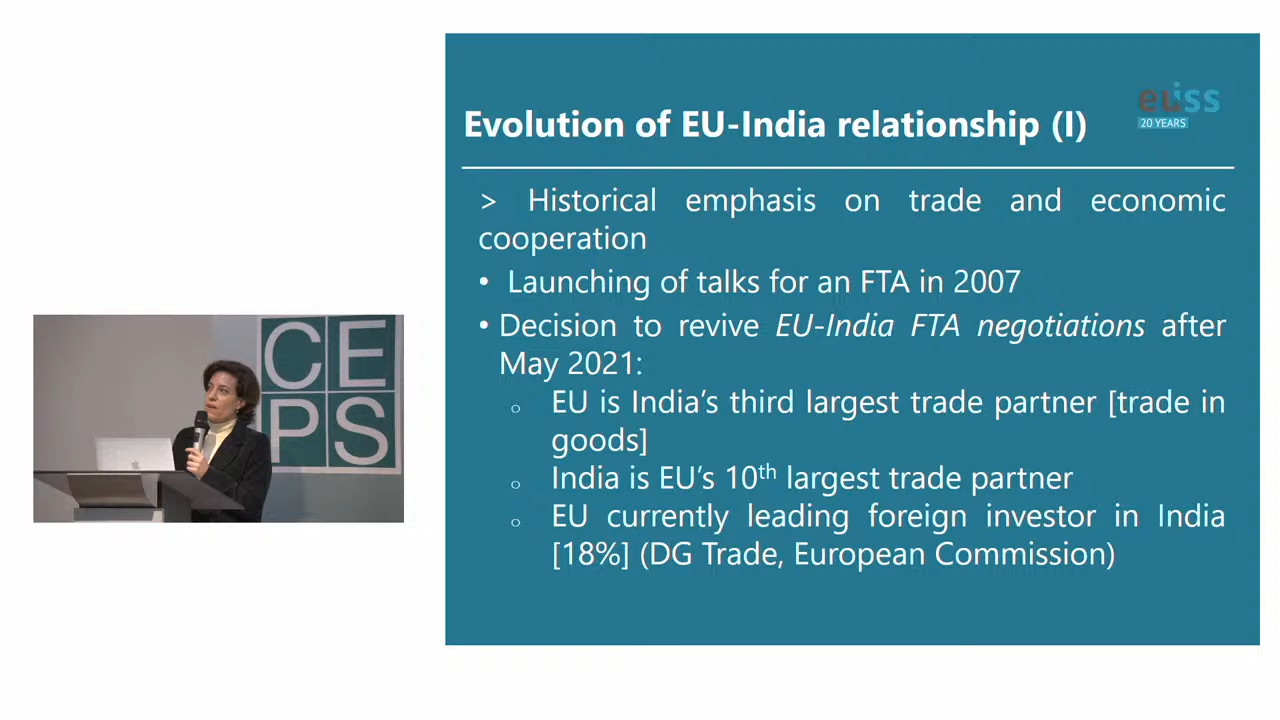 CE
PS
euiss
20 YEARS
Evolution of EU-India relationship (I)
> Historical emphasis on trade and economic
cooperation
• Launching of talks for an FTA in 2007
• Decision to revive EU-India FTA negotiations after
May 2021:
o EU is India’s third largest trade partner [trade in
goods]
o India is EU’s 10th largest trade partner
o EU currently leading foreign investor in India
[18%] (DG Trade, European Commission)